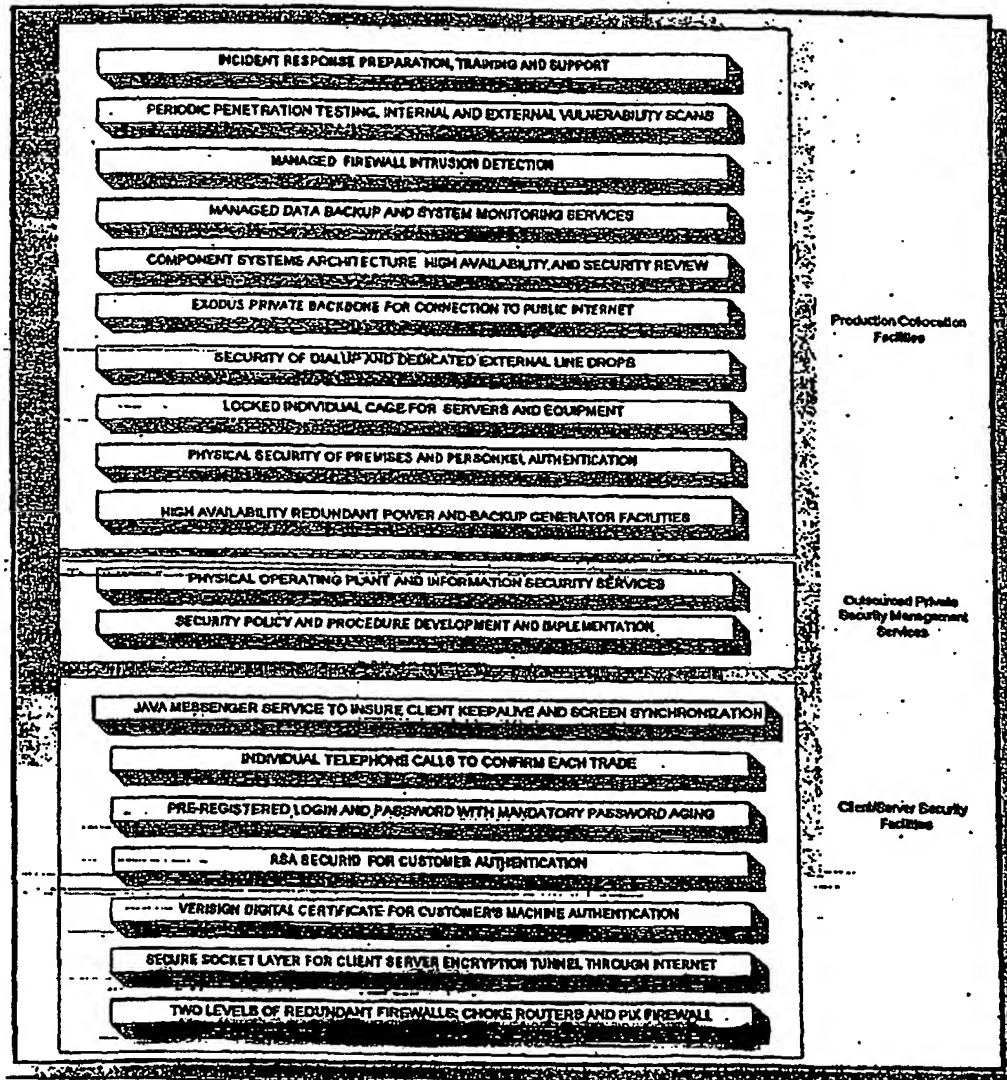 INCIDENT RESPONSE PREPARATION, TRAINING AND SUPPORT
PERIODIC PENETRATION TESTING, INTERNAL AND EXTERNAL VULNERABILITY SCANS
MANAGED FIREWALL INTRUSION DETECTION
MANAGED DATA BACKUP AND SYSTEM MONITORING SERVICES
COMPONENT SYSTEMS ARCHITECTURE HIGH AVAILABILITY, AND SECURITY REVIEW
EXODUS PRIVATE BACKBONE FOR CONNECTION TO PUBLIC INTERNET
SECURITY OF DIALUP AND DEDICATED EXTERNAL LINE DROPS
LOCKED INDIVIDUAL CAGE FOR SERVERS AND EQUIPMENT
PHYSICAL SECURITY OF PREMISES AND PERSONNEL AUTHENTICATION
HIGH AVAILABILITY REDUNDANT POWER AND BACKUP GENERATOR FACILITIES
Production Collocation
Facilities
PHYSICAL OPERATING PLANT AND INFORMATION SECURITY SERVICES
SECURITY POLICY AND PROCEDURE DEVELOPMENT AND IMPLEMENTATION
Outsourced Private
Security Management
Services
JAVA MESSENGER SERVICE TO INSURE CLIENT KEEPALIVE AND SCREEN SYNCHRONIZATION
INDIVIDUAL TELEPHONE CALLS TO CONFIRM EACH TRADE
PRE-REGISTERED LOGIN AND PASSWORD WITH MANDATORY PASSWORD AGING
RSA SECURID FOR CUSTOMER AUTHENTICATION
VERISIGN DIGITAL CERTIFICATE FOR CUSTOMER'S MACHINE AUTHENTICATION
SECURE SOCKET LAYER FOR CLIENT SERVER ENCRYPTION TUNNEL THROUGH INTERNET
TWO LEVELS OF REDUNDANT FIREWALLS; CHOKE ROUTERS AND PIX FIREWALL
Client/Server Security
Facilities